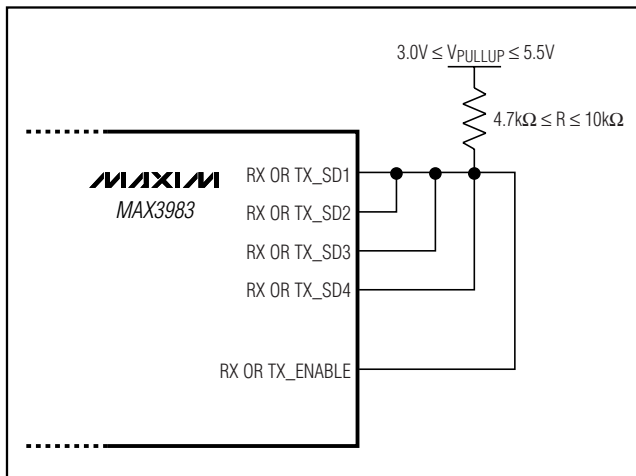 3.0V ≤ VPULLUP ≤ 5.5V
4.7kΩ ≤ R ≤ 10kΩ
MAXIM
MAX3983
RX OR TX_SD1
RX OR TX_SD2
RX OR TX_SD3
RX OR TX_SD4
RX OR TX_ENABLE